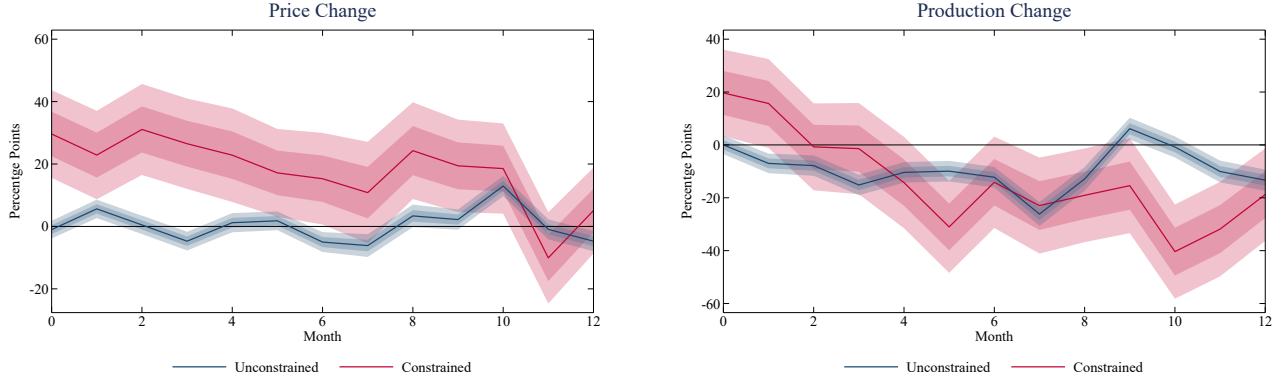 Price Change
Percentge Points
60
40
20
0
-20
0 2 4 6 8 10 12
Month
Unconstrained Constrained
Production Change
Percentage Points
40
20
0
-20
-40
-60
0 2 4 6 8 10 12
Month
Unconstrained Constrained